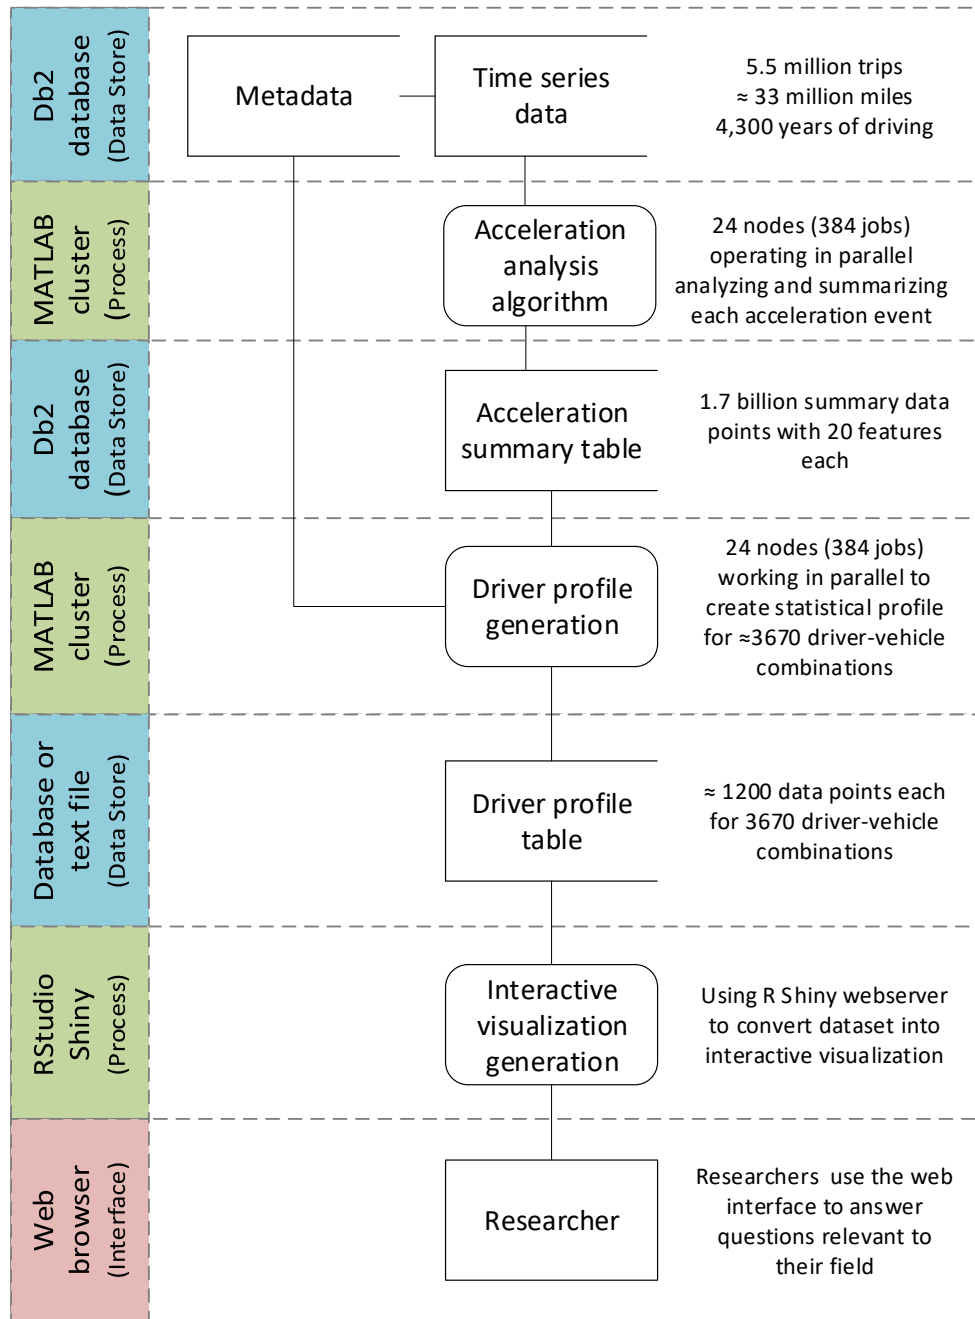 Db2
database
(Data Store)
Metadata
Time series
data
5.5 million trips
≈ 33 million miles
4,300 years of driving
MATLAB
cluster
(Process)
Acceleration
analysis
algorithm
24 nodes (384 jobs)
operating in parallel
analyzing and summarizing
each acceleration event
Db2
database
(Data Store)
Acceleration
summary table
1.7 billion summary data
points with 20 features
each
MATLAB
cluster
(Process)
Driver profile
generation
24 nodes (384 jobs)
working in parallel to
create statistical profile
for ≈3670 driver-vehicle
combinations
Database or
text file
(Data Store)
Driver profile
table
≈ 1200 data points each
for 3670 driver-vehicle
combinations
RStudio
Shiny
(Process)
Interactive
visualization
generation
Using R Shiny webserver
to convert dataset into
interactive visualization
Web
browser
(Interface)
Researcher
Researchers use the web
interface to answer
questions relevant to
their field